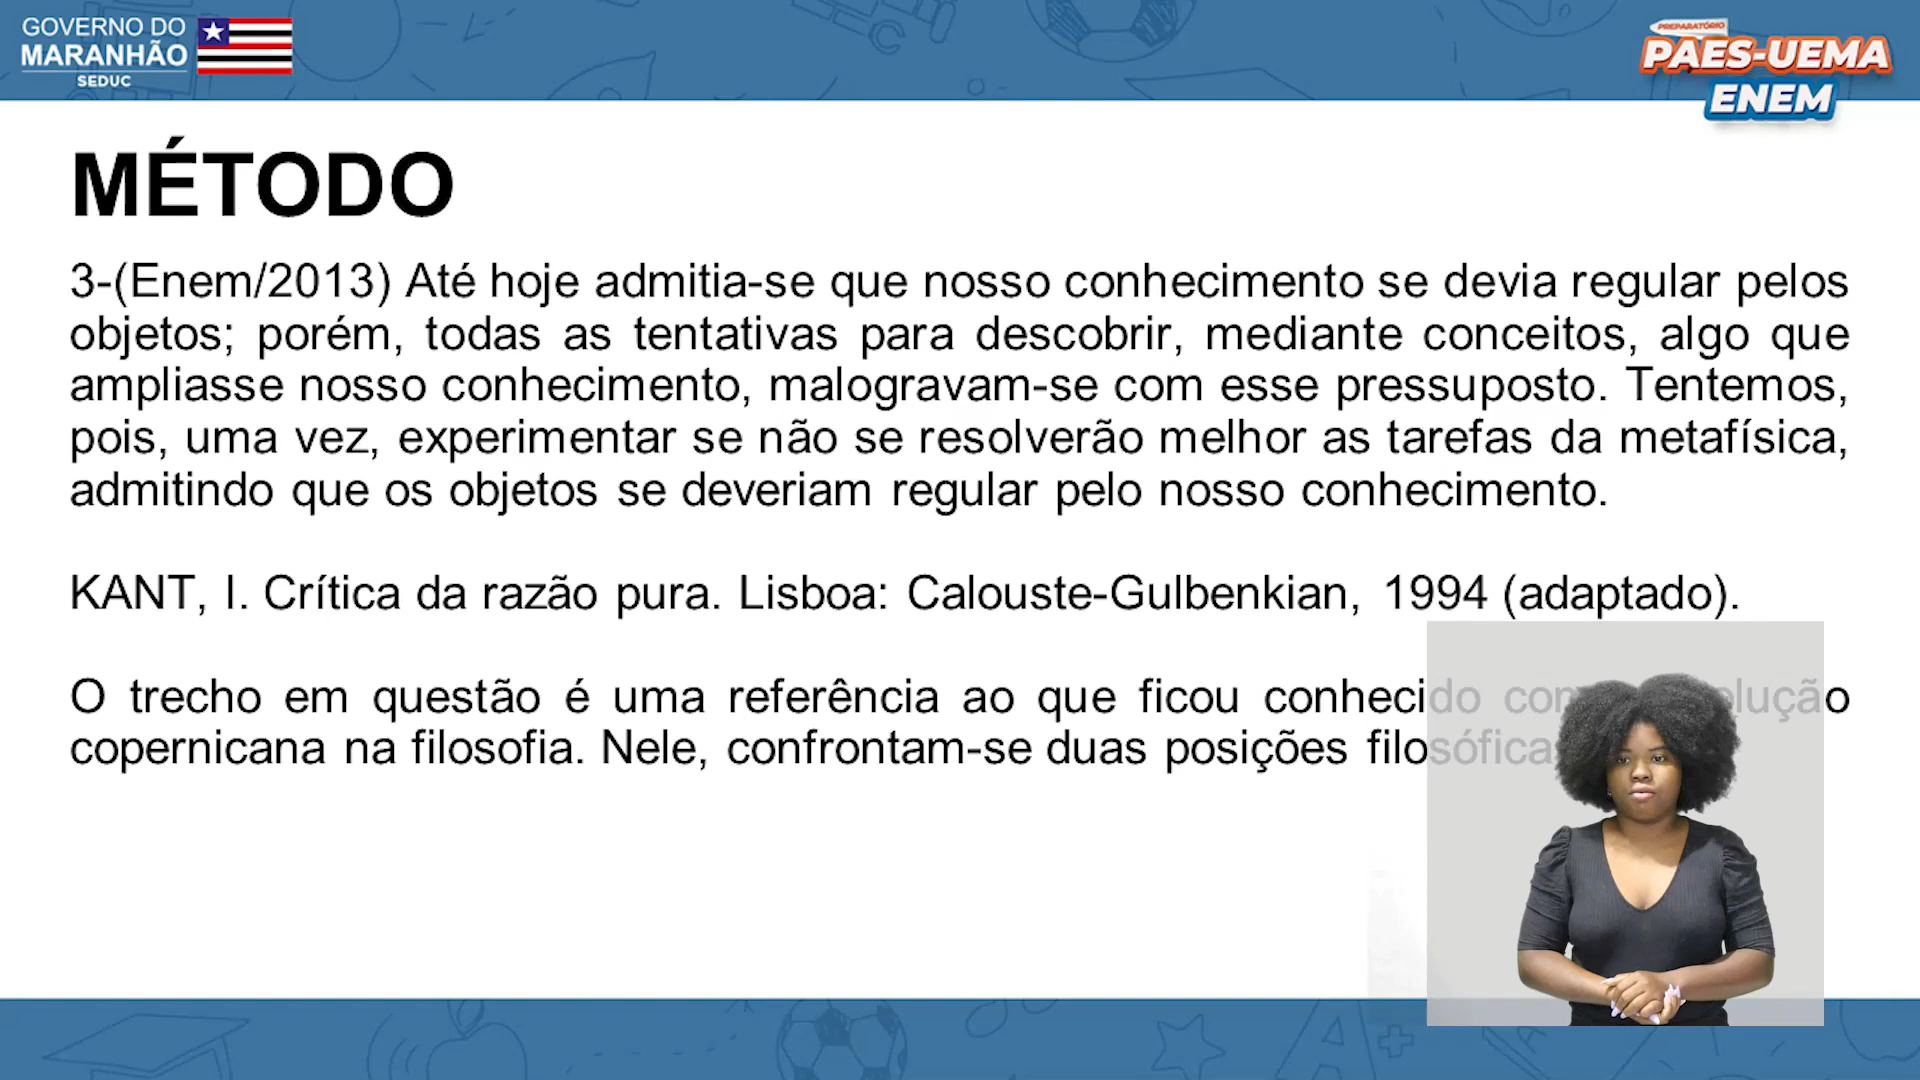 GOVERNO DO
MARANHÃO
SEDUC
PREPARATÓRIO
PAES-UEMA
ENEM
MÉTODO
3-(Enem/2013) Até hoje admitia-se que nosso conhecimento se devia regular pelos
objetos; porém, todas as tentativas para descobrir, mediante conceitos, algo que
ampliasse nosso conhecimento, malogravam-se com esse pressuposto. Tentemos,
pois, uma vez, experimentar se não se resolverão melhor as tarefas da metafísica,
admitindo que os objetos se deveriam regular pelo nosso conhecimento.
KANT, I. Crítica da razão pura. Lisboa: Calouste-Gulbenkian, 1994 (adaptado).
O trecho em questão é uma referência ao que ficou conhecido
copernicana na filosofia. Nele, confrontam-se duas posições